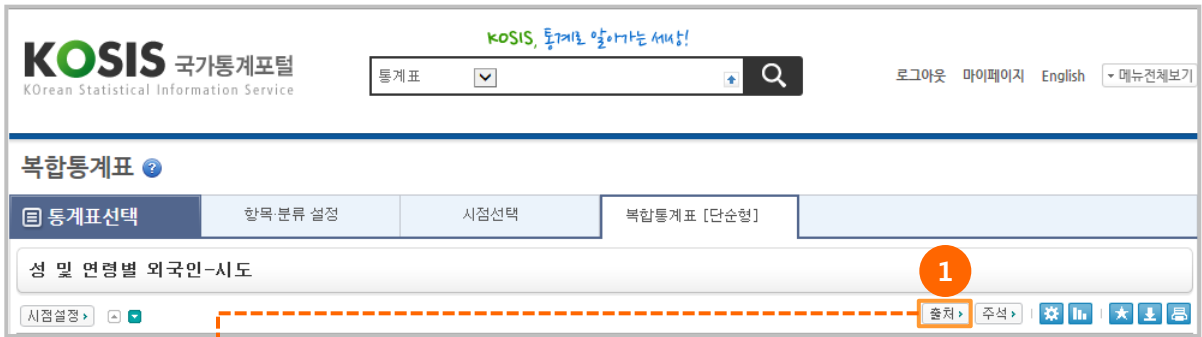 KOSIS, 통계로 알아가는 세상!
KOSIS 국가통계포털
KOrean Statistical Information Service
통계표
로그아웃 마이페이지 English 메뉴전체보기
복합통계표 ?
통계표선택 항목·분류 설정 시점선택 복합통계표 [단순형]
성 및 연령별 외국인-시도
1
시점설정 출처 주석